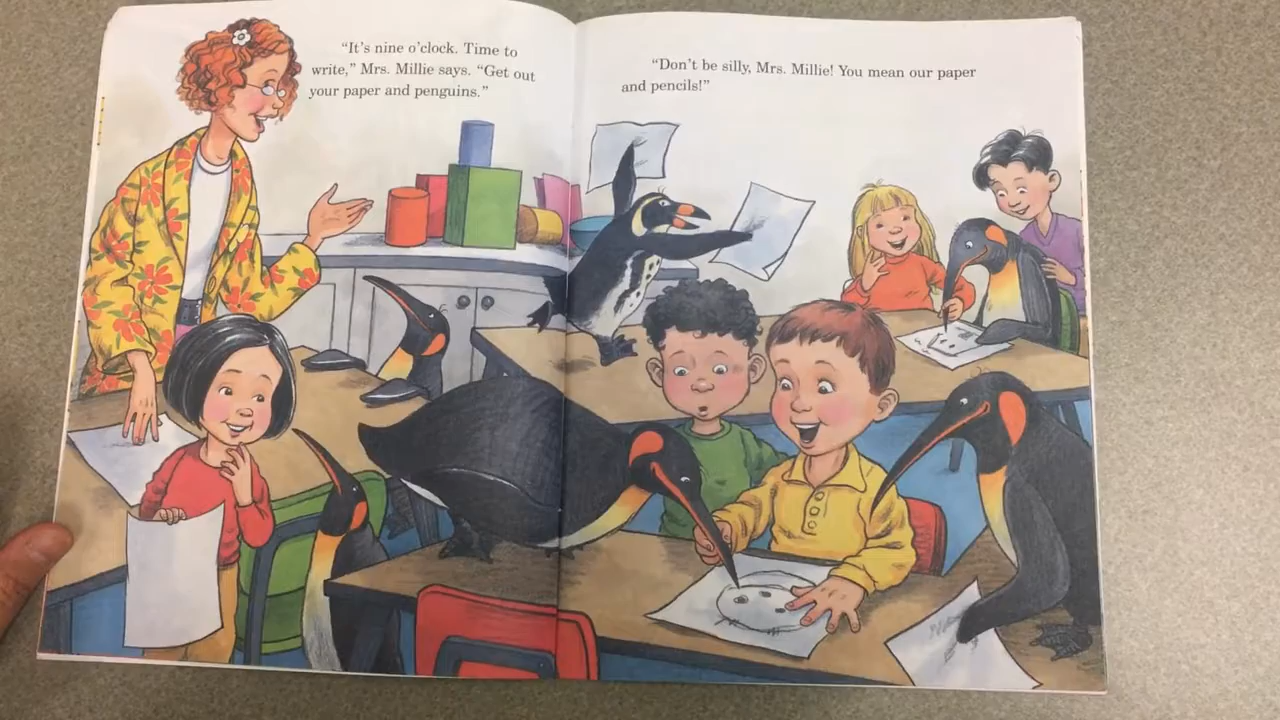 “It’s nine o’clock. Time to
write,” Mrs. Millie says. “Get out
your paper and penguins.”
“Don’t be silly, Mrs. Millie! You mean our paper
and pencils!”